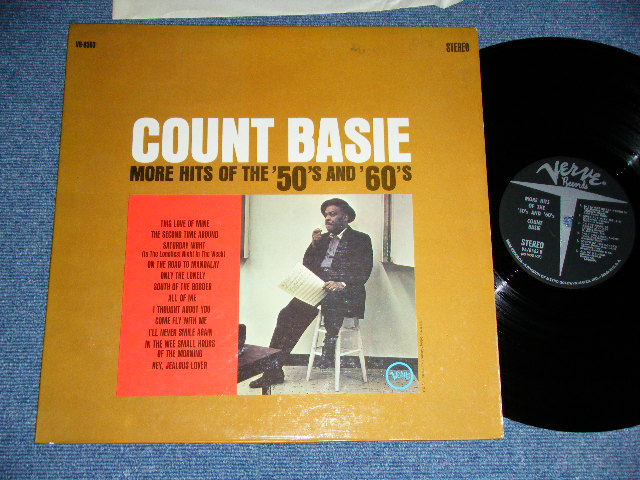 V6-8563
STEREO
COUNT BASIE
MORE HITS OF THE '50'S AND '60'S
THIS LOVE OF MINE
THE SECOND TIME AROUND
SATURDAY NIGHT
(Is The Loneliest Night In The Week)
ON THE ROAD TO MANDALAY
ONLY THE LONELY
SOUTH OF THE BORDER
ALL OF ME
I THOUGHT ABOUT YOU
COME FLY WITH ME
I'LL NEVER SMILE AGAIN
IN THE WEE SMALL HOURS
OF THE MORNING
HEY, JEALOUS LOVER
VERVE
Verve
Records
MORE HITS
OF THE
'50'S AND '60'S
COUNT
BASIE
STEREO